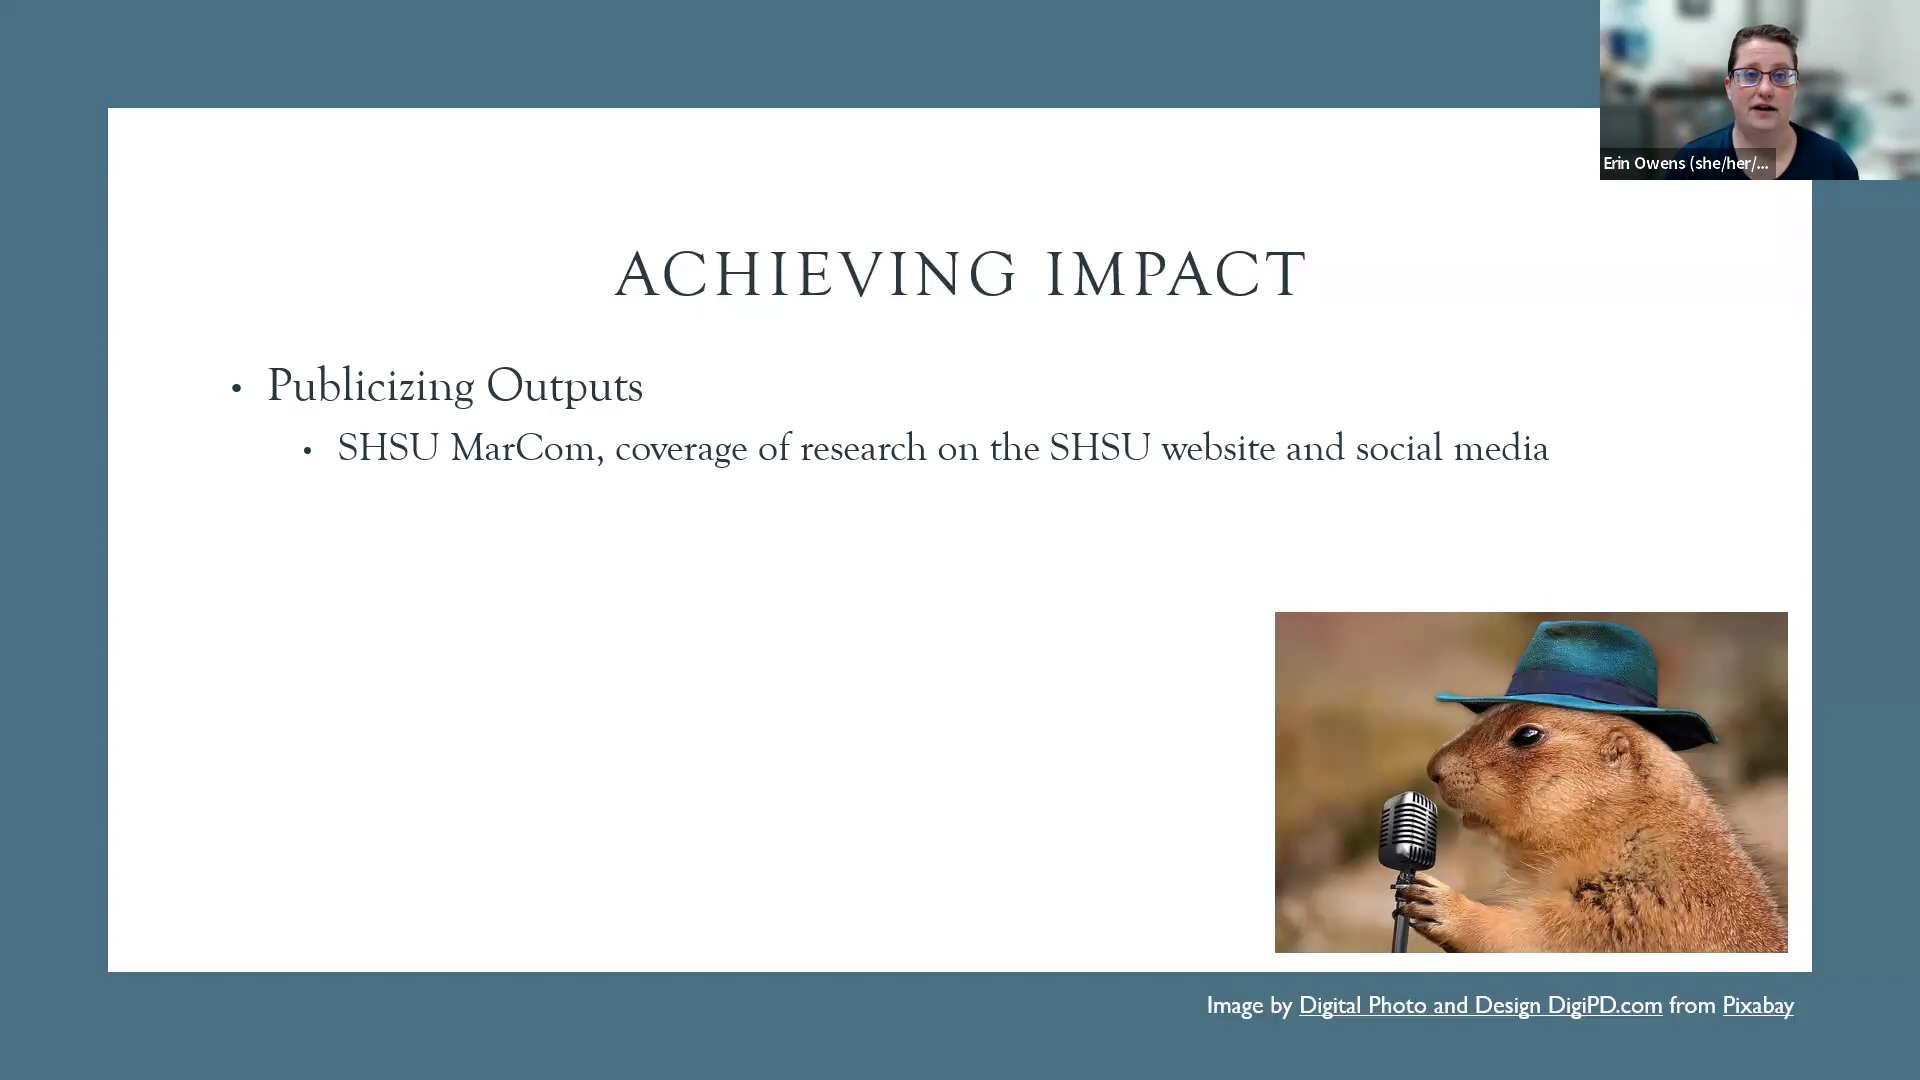 Erin Owens (she/her/...
ACHIEVING IMPACT
• Publicizing Outputs
• SHSU MarCom, coverage of research on the SHSU website and social media
Image by Digital Photo and Design DigiPD.com from Pixabay